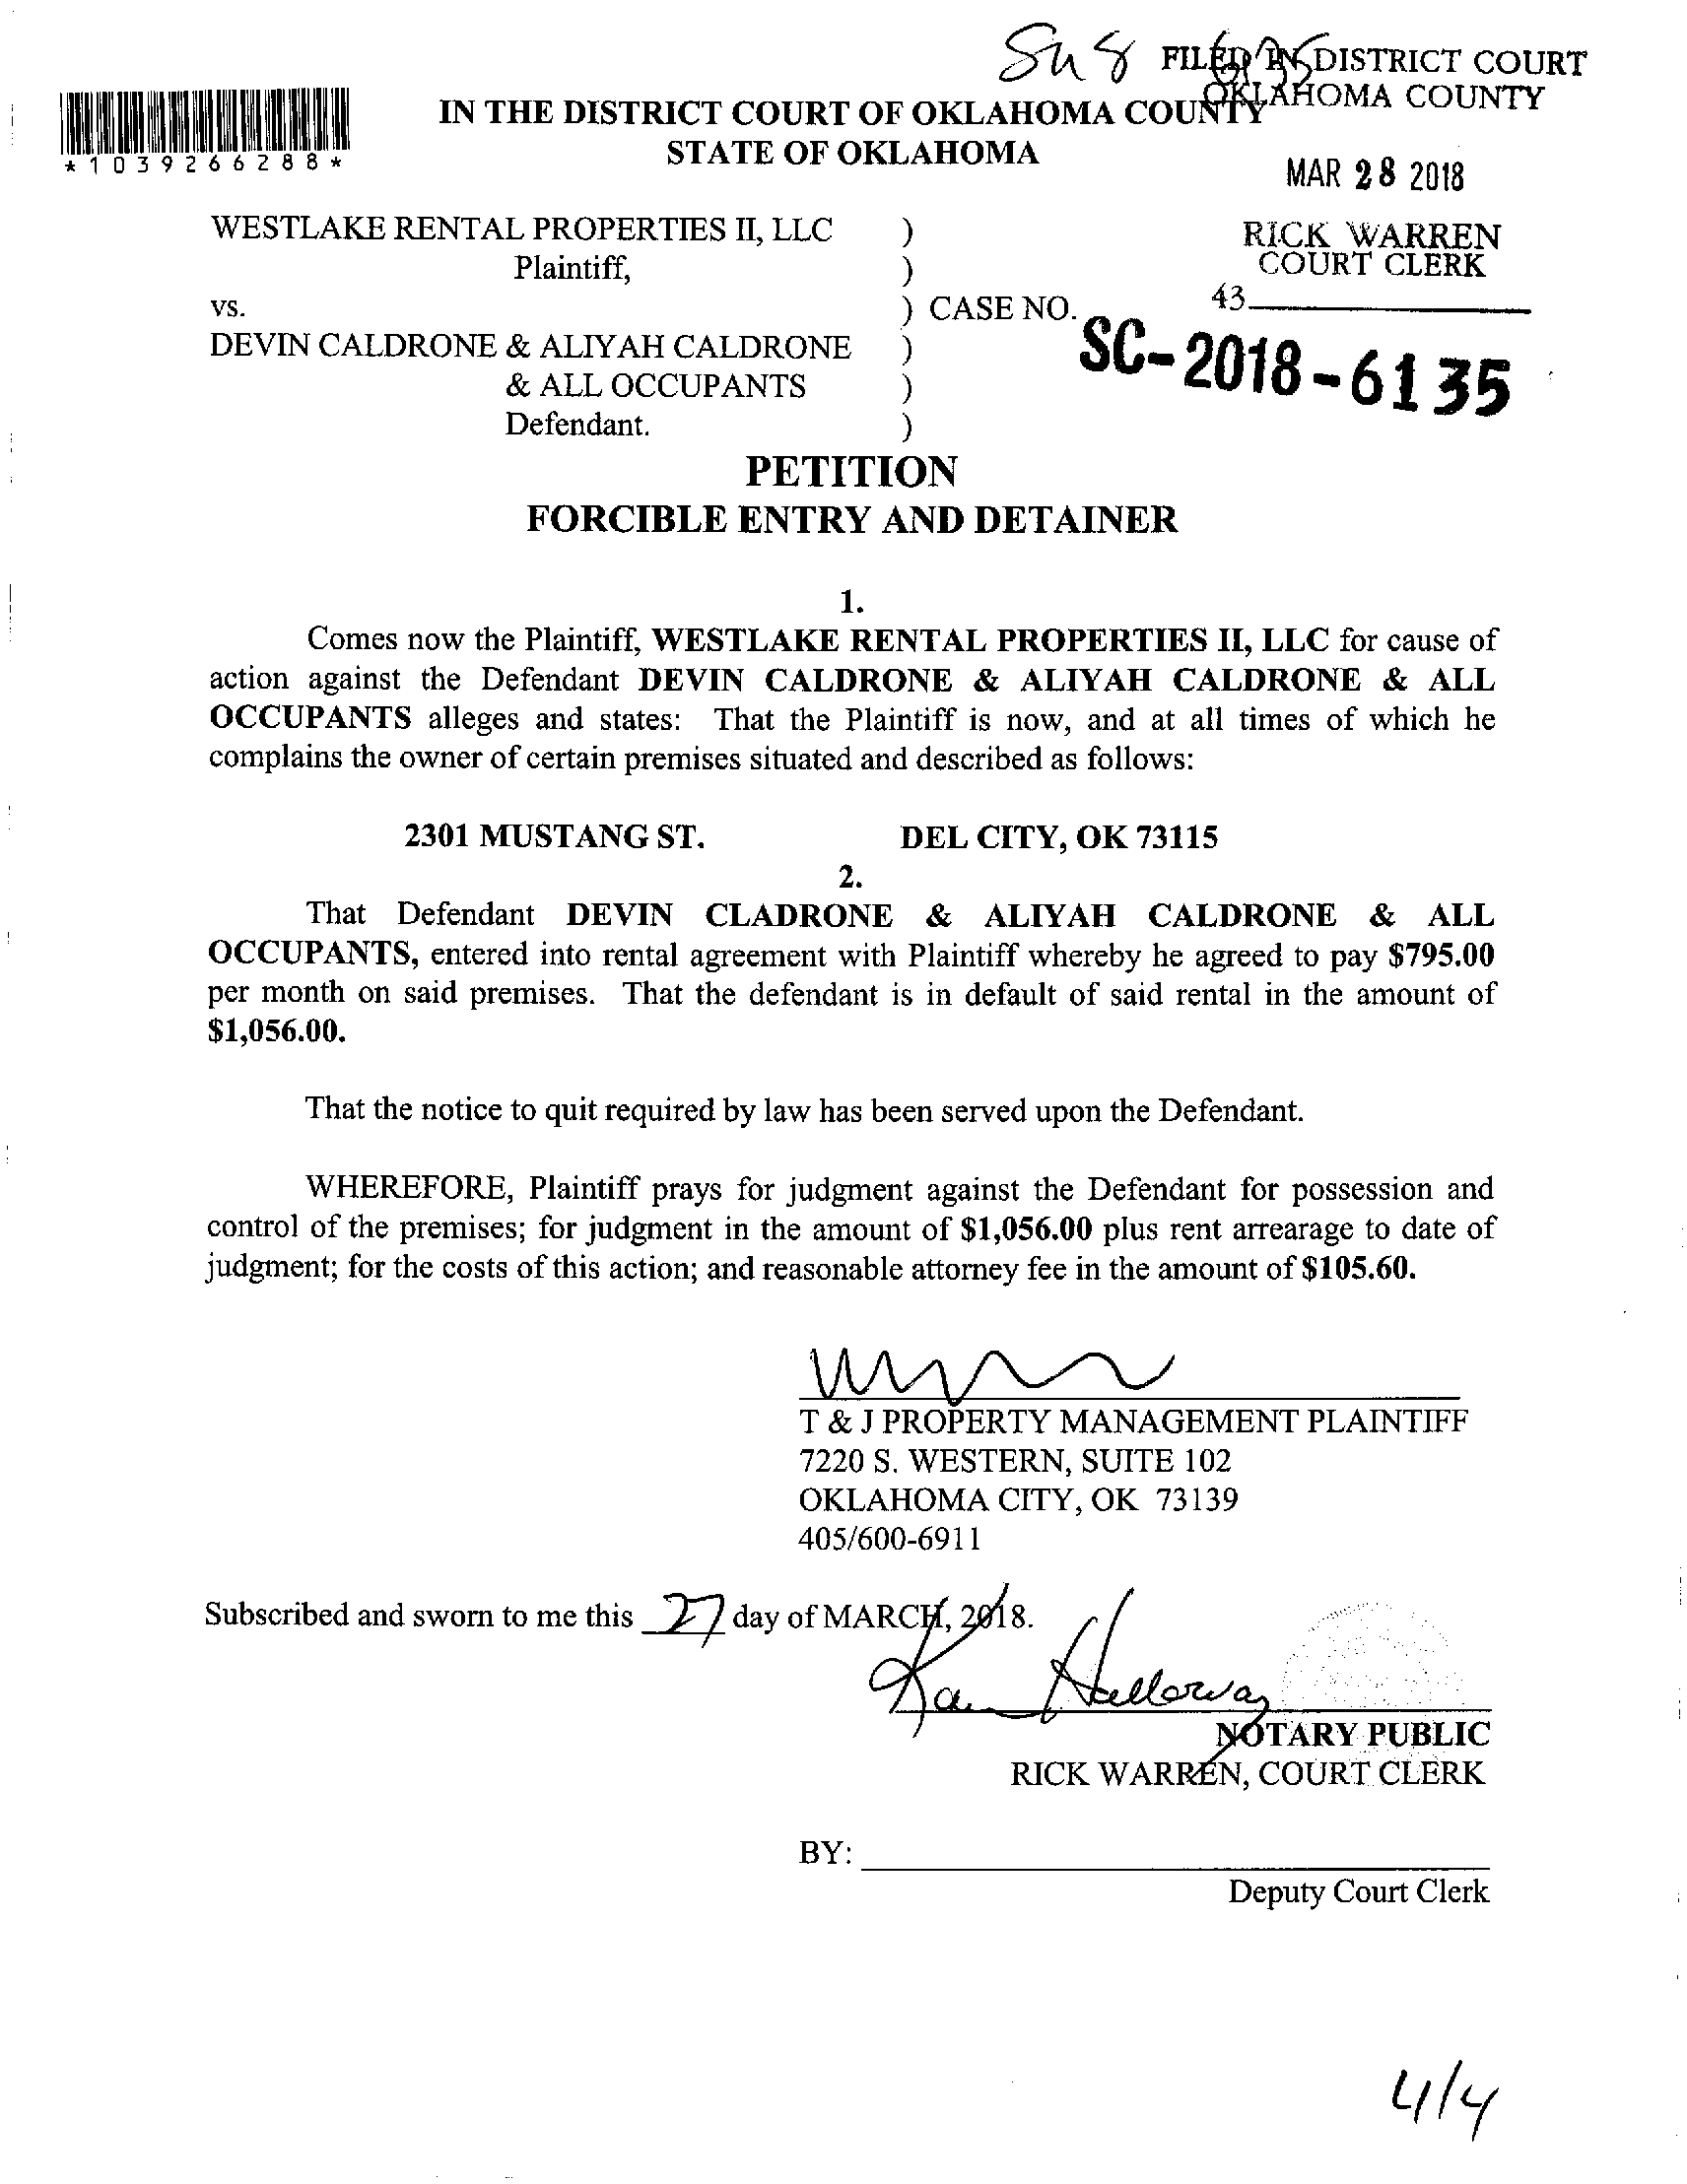 FILED IN DISTRICT COURT
OKLAHOMA COUNTY
IN THE DISTRICT COURT OF OKLAHOMA COUNTY
STATE OF OKLAHOMA
*1039266288*
MAR 28 2018
WESTLAKE RENTAL PROPERTIES II, LLC )
Plaintiff, )
RICK WARREN
COURT CLERK
43
vs. ) CASE NO.
DEVIN CALDRONE & ALIYAH CALDRONE )
SC-2018-6135
& ALL OCCUPANTS )
Defendant. )
PETITION
FORCIBLE ENTRY AND DETAINER
1.
Comes now the Plaintiff, WESTLAKE RENTAL PROPERTIES II, LLC for cause of
action against the Defendant DEVIN CALDRONE & ALIYAH CALDRONE & ALL
OCCUPANTS alleges and states: That the Plaintiff is now, and at all times of which he
complains the owner of certain premises situated and described as follows:
2301 MUSTANG ST. DEL CITY, OK 73115
2.
That Defendant DEVIN CLADRONE & ALIYAH CALDRONE & ALL
OCCUPANTS, entered into rental agreement with Plaintiff whereby he agreed to pay $795.00
per month on said premises. That the defendant is in default of said rental in the amount of
$1,056.00.
That the notice to quit required by law has been served upon the Defendant.
WHEREFORE, Plaintiff prays for judgment against the Defendant for possession and
control of the premises; for judgment in the amount of $1,056.00 plus rent arrearage to date of
judgment; for the costs of this action; and reasonable attorney fee in the amount of $105.60.
T & J PROPERTY MANAGEMENT PLAINTIFF
7220 S. WESTERN, SUITE 102
OKLAHOMA CITY, OK 73139
405/600-6911
Subscribed and sworn to me this 27 day of MARCH, 2018.
NOTARY PUBLIC
RICK WARREN, COURT CLERK
BY:
Deputy Court Clerk
4/4